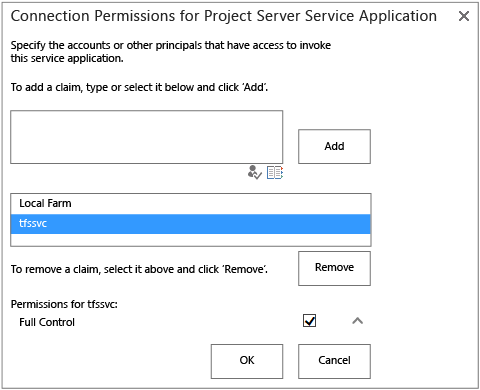 Connection Permissions for Project Server Service Application
Specify the accounts or other principals that have access to invoke
this service application.
To add a claim, type or select it below and click ‘Add’.
Add
Local Farm
tfssvc
To remove a claim, select it above and click ‘Remove’.
Remove
Permissions for tfssvc:
Full Control
OK
Cancel